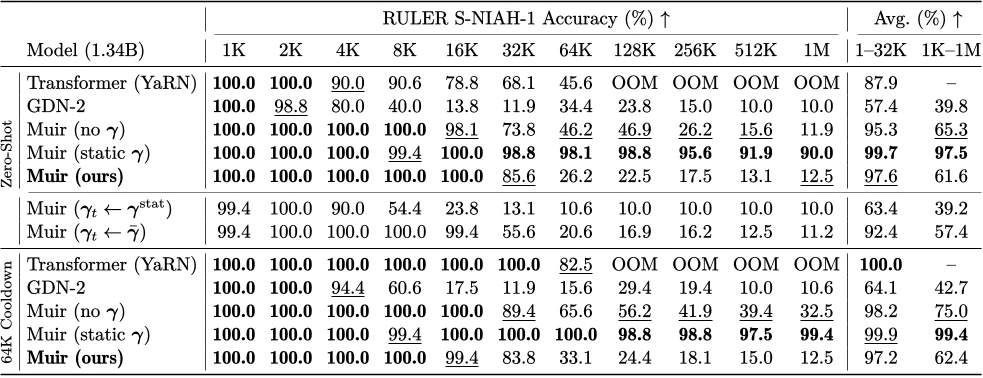 RULER S-NIAH-1 Accuracy (%) ↑ Avg. (%) ↑
Model (1.34B) 1K 2K 4K 8K 16K 32K 64K 128K 256K 512K 1M 1–32K 1K–1M
Zero-Shot
Transformer (YaRN) 100.0 100.0 90.0 90.6 78.8 68.1 45.6 OOM OOM OOM OOM 87.9 –
GDN-2 100.0 98.8 80.0 40.0 13.8 11.9 34.4 23.8 15.0 10.0 10.0 57.4 39.8
Muir (no γ) 100.0 100.0 100.0 100.0 98.1 73.8 46.2 46.9 26.2 15.6 11.9 95.3 65.3
Muir (static γ) 100.0 100.0 100.0 99.4 100.0 98.8 98.1 98.8 95.6 91.9 90.0 99.7 97.5
Muir (ours) 100.0 100.0 100.0 100.0 100.0 85.6 26.2 22.5 17.5 13.1 12.5 97.6 61.6
Muir (γₜ ← γˢᵗᵃᵗ) 99.4 100.0 90.0 54.4 23.8 13.1 10.6 10.0 10.0 10.0 10.0 63.4 39.2
Muir (γₜ ← γ̄) 99.4 100.0 100.0 100.0 99.4 55.6 20.6 16.9 16.2 12.5 11.2 92.4 57.4
64K Cooldown
Transformer (YaRN) 100.0 100.0 100.0 100.0 100.0 100.0 82.5 OOM OOM OOM OOM 100.0 –
GDN-2 100.0 100.0 94.4 60.6 17.5 11.9 15.6 29.4 19.4 10.0 10.6 64.1 42.7
Muir (no γ) 100.0 100.0 100.0 100.0 100.0 89.4 65.6 56.2 41.9 39.4 32.5 98.2 75.0
Muir (static γ) 100.0 100.0 100.0 99.4 100.0 100.0 100.0 98.8 98.8 97.5 99.4 99.9 99.4
Muir (ours) 100.0 100.0 100.0 100.0 99.4 83.8 33.1 24.4 18.1 15.0 12.5 97.2 62.4